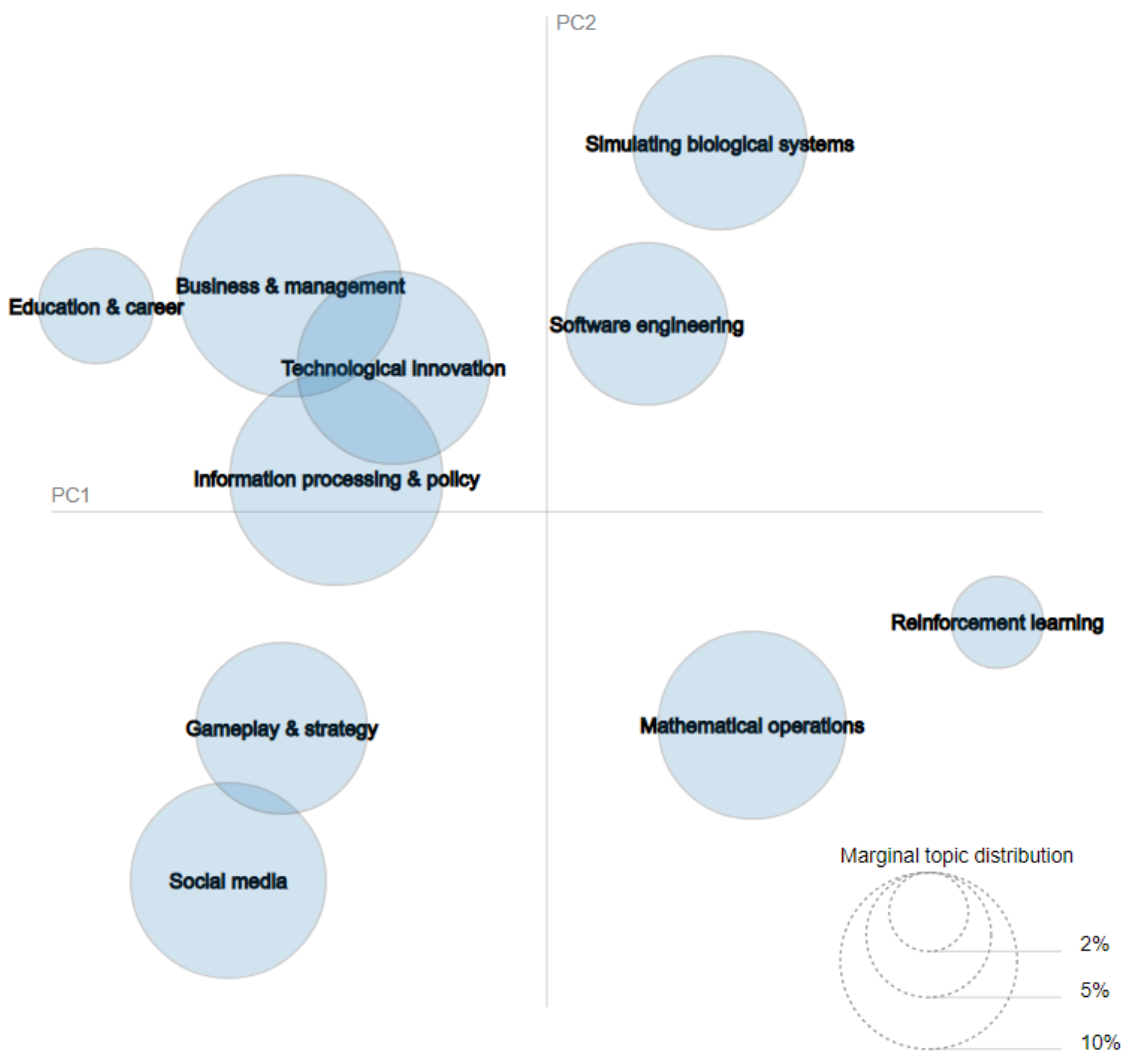 PC2
Simulating biological systems
Business & management
Education & career
Software engineering
Technological innovation
Information processing & policy
PC1
Reinforcement learning
Gameplay & strategy
Mathematical operations
Social media
Marginal topic distribution
2%
5%
10%